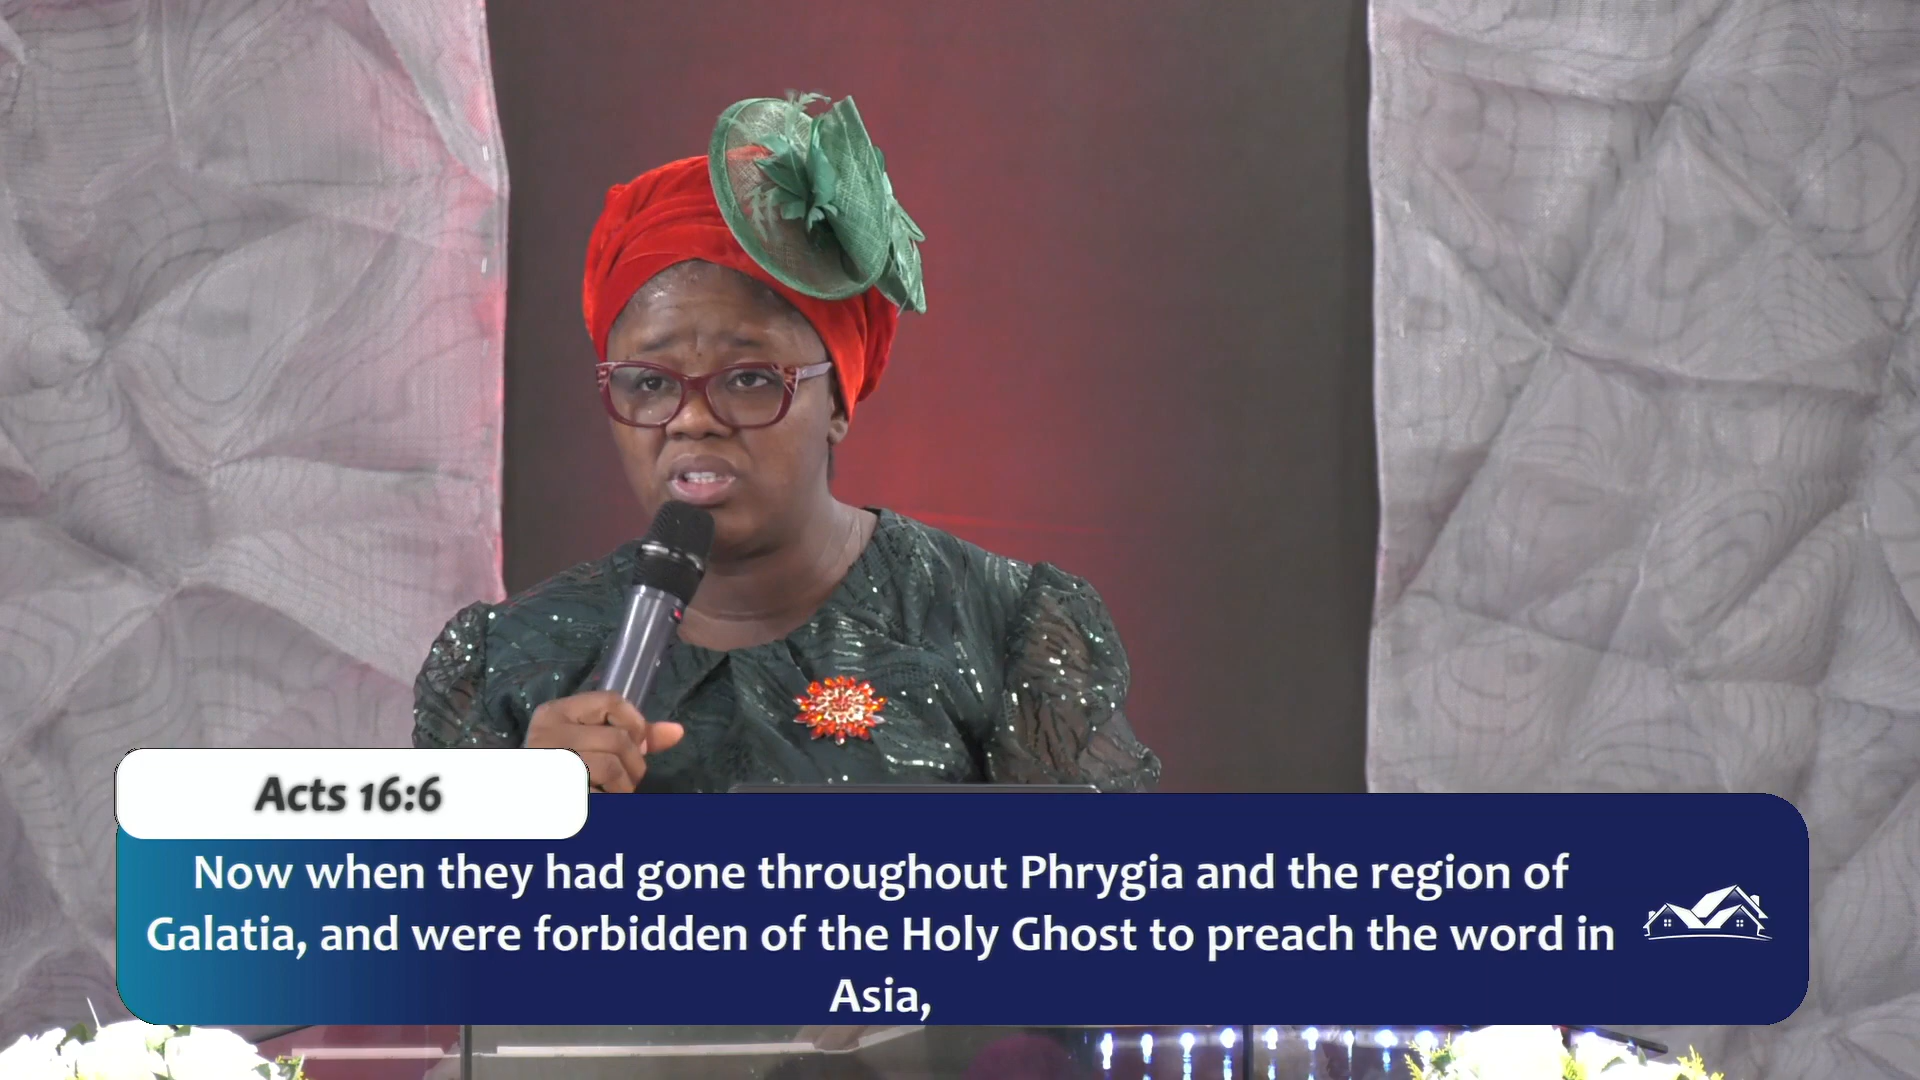 Acts 16:6
Now when they had gone throughout Phrygia and the region of
Galatia, and were forbidden of the Holy Ghost to preach the word in
Asia,